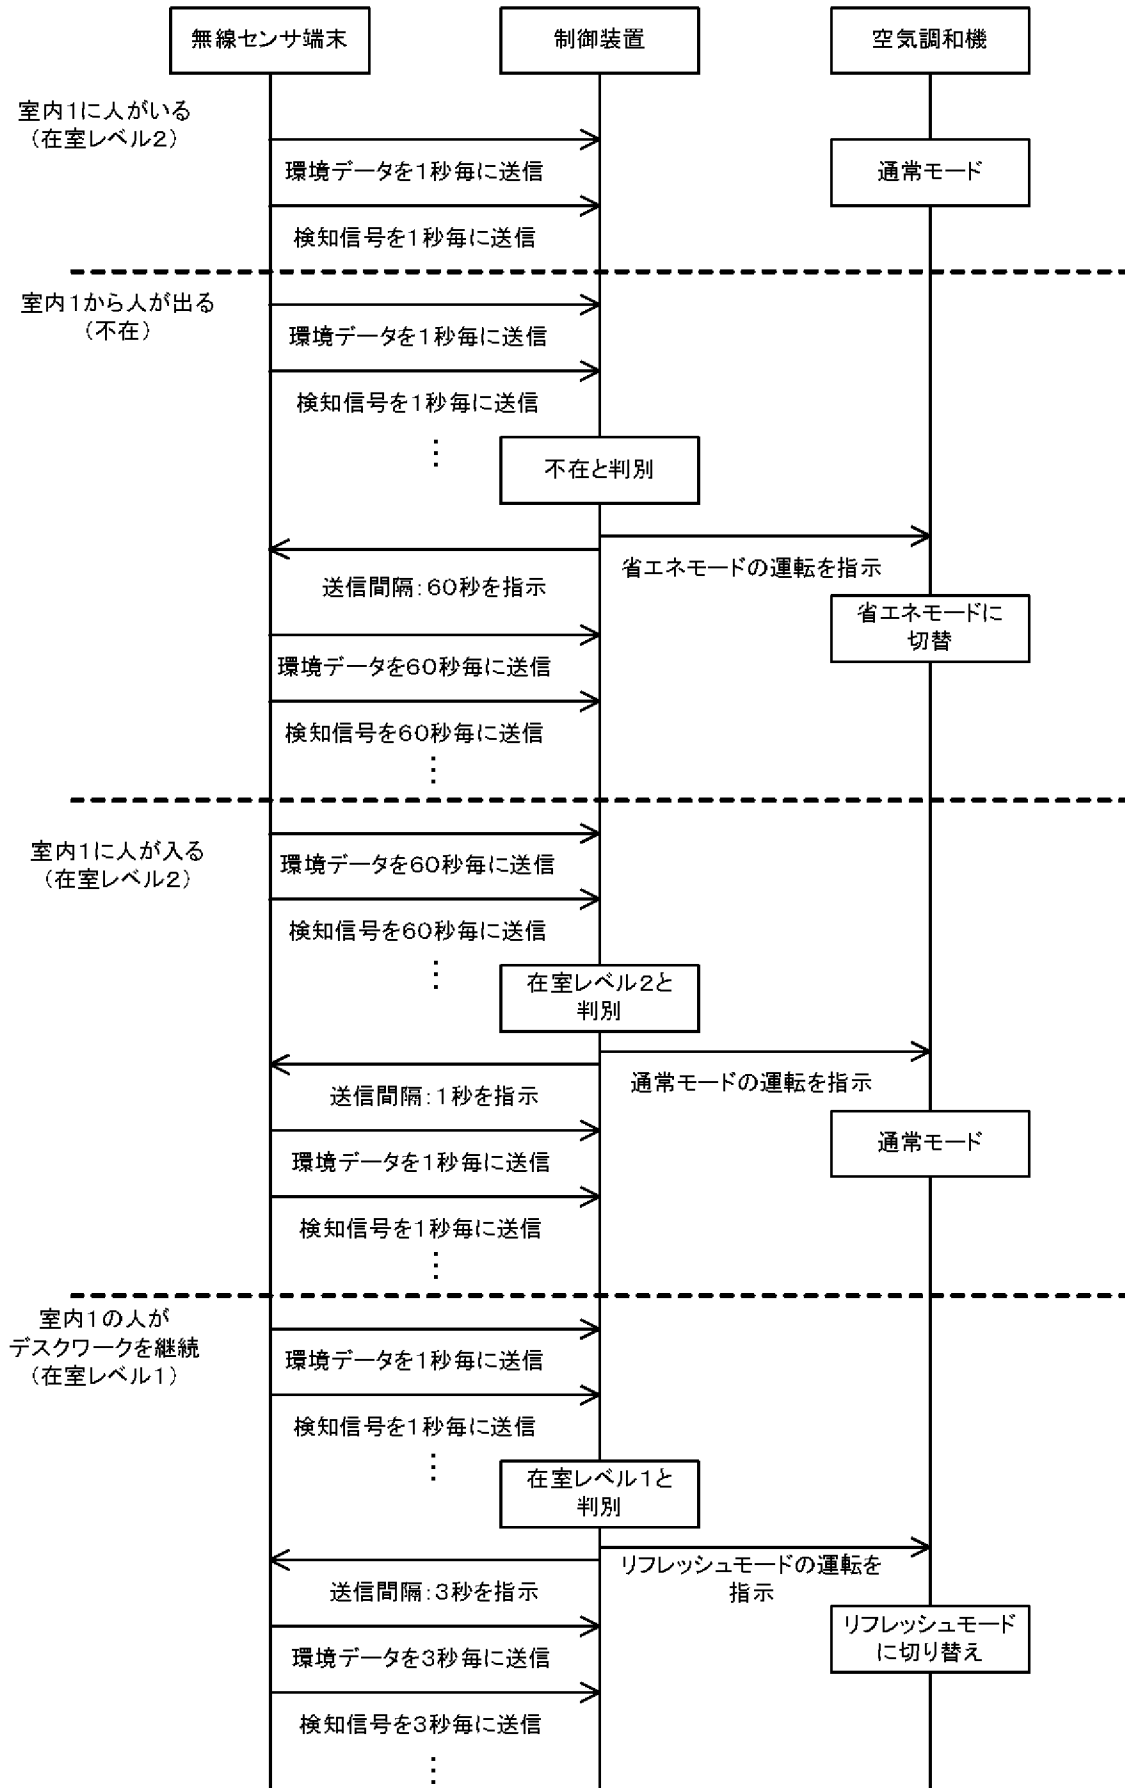 無線センサ端末
制御装置
空気調和機
室内1に人がいる
(在室レベル2)
環境データを1秒毎に送信
通常モード
検知信号を1秒毎に送信
室内1から人が出る
(不在)
環境データを1秒毎に送信
検知信号を1秒毎に送信
⋮
不在と判別
省エネモードの運転を指示
送信間隔:60秒を指示
省エネモードに
切替
環境データを60秒毎に送信
検知信号を60秒毎に送信
⋮
室内1に人が入る
(在室レベル2)
環境データを60秒毎に送信
検知信号を60秒毎に送信
⋮
在室レベル2と
判別
通常モードの運転を指示
送信間隔:1秒を指示
通常モード
環境データを1秒毎に送信
検知信号を1秒毎に送信
⋮
室内1の人が
デスクワークを継続
(在室レベル1)
環境データを1秒毎に送信
検知信号を1秒毎に送信
⋮
在室レベル1と
判別
リフレッシュモードの運転を
指示
送信間隔:3秒を指示
リフレッシュモード
に切り替え
環境データを3秒毎に送信
検知信号を3秒毎に送信
⋮